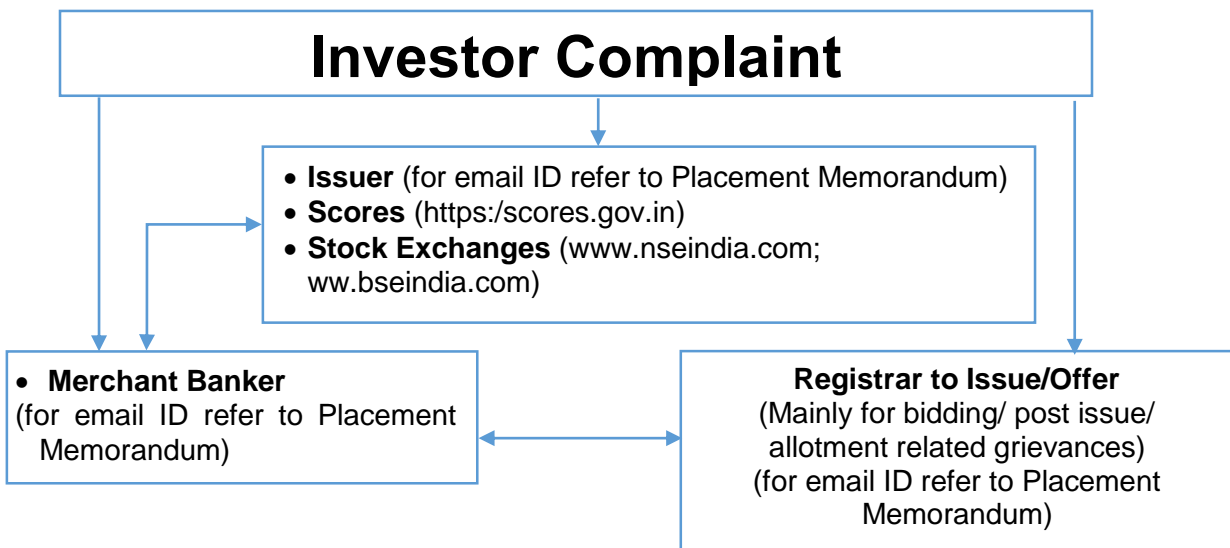 Investor Complaint
• Issuer (for email ID refer to Placement Memorandum)
• Scores (https:/scores.gov.in)
• Stock Exchanges (www.nseindia.com;
ww.bseindia.com)
• Merchant Banker
(for email ID refer to Placement
Memorandum)
Registrar to Issue/Offer
(Mainly for bidding/ post issue/
allotment related grievances)
(for email ID refer to Placement
Memorandum)